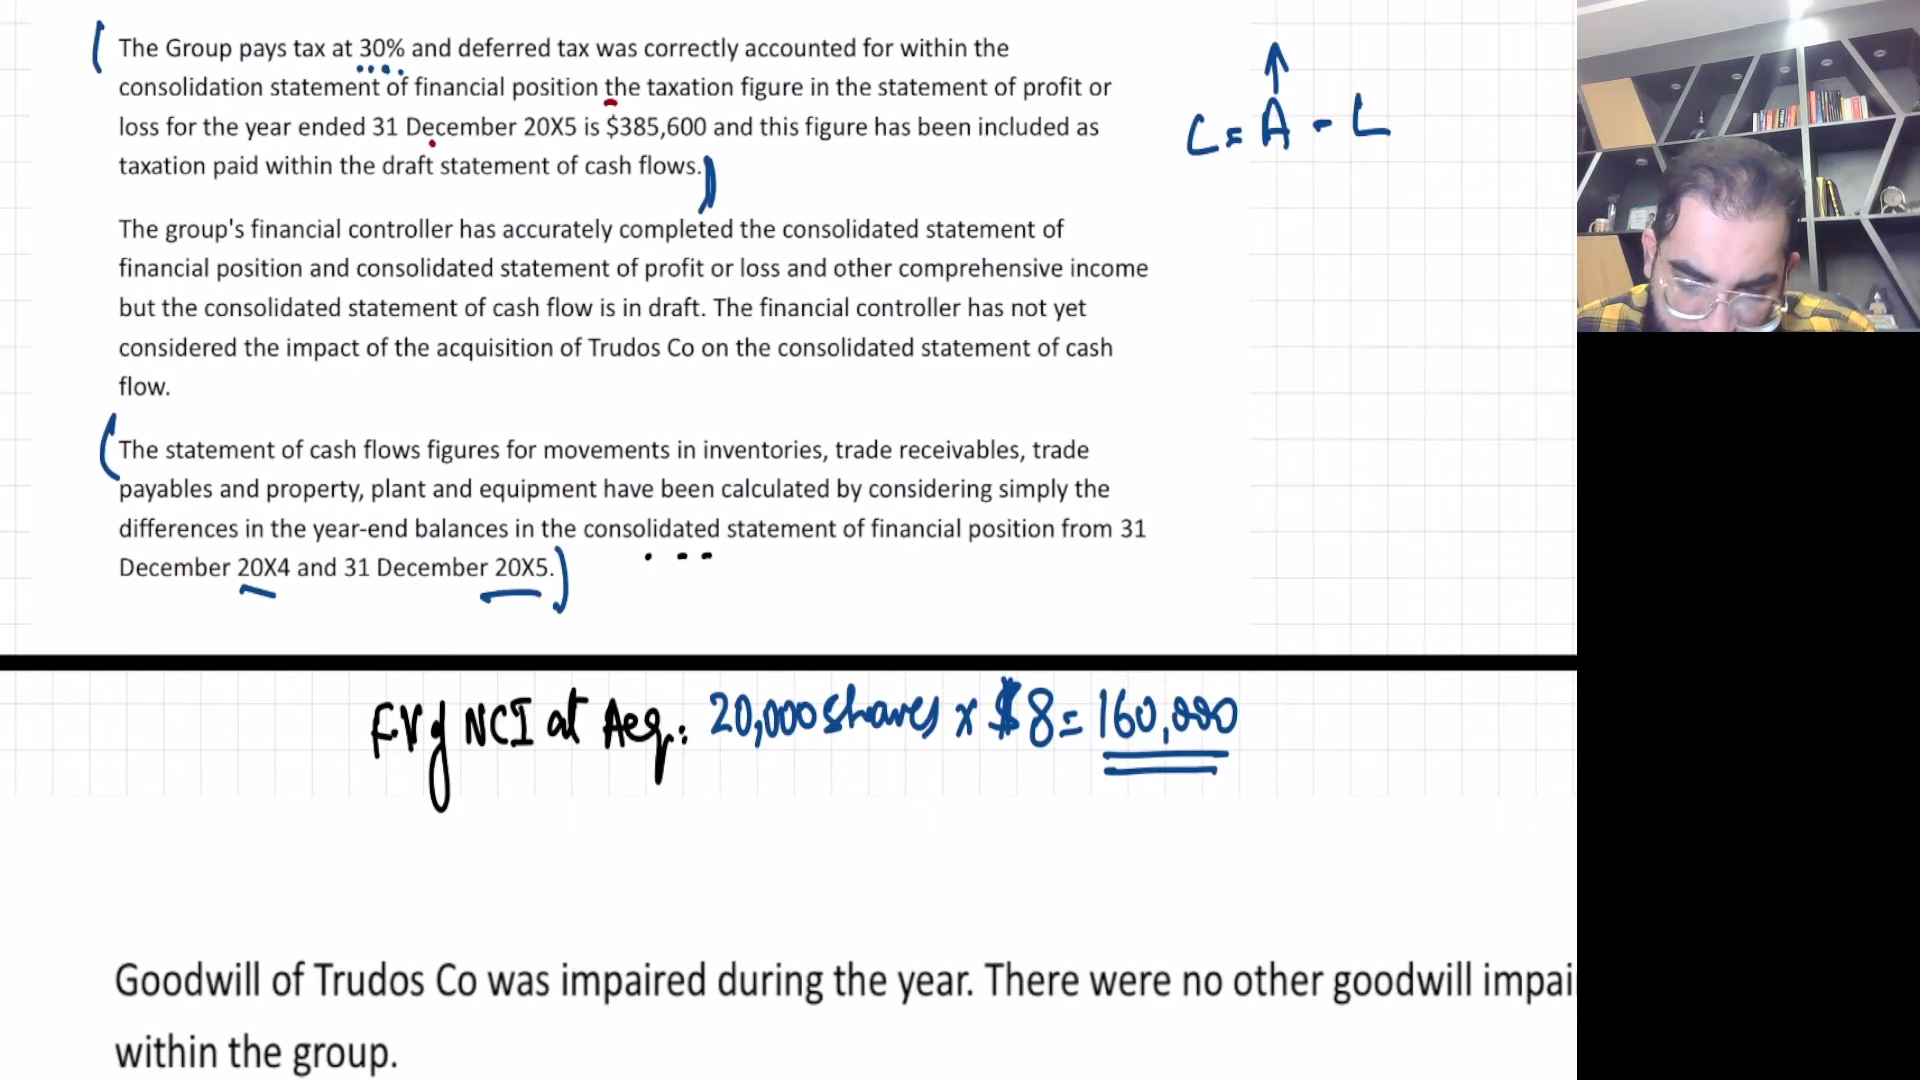 The Group pays tax at 30% and deferred tax was correctly accounted for within the
consolidation statement of financial position the taxation figure in the statement of profit or
loss for the year ended 31 December 20X5 is $385,600 and this figure has been included as
taxation paid within the draft statement of cash flows.
C = A - L
The group's financial controller has accurately completed the consolidated statement of
financial position and consolidated statement of profit or loss and other comprehensive income
but the consolidated statement of cash flow is in draft. The financial controller has not yet
considered the impact of the acquisition of Trudos Co on the consolidated statement of cash
flow.
The statement of cash flows figures for movements in inventories, trade receivables, trade
payables and property, plant and equipment have been calculated by considering simply the
differences in the year-end balances in the consolidated statement of financial position from 31
December 20X4 and 31 December 20X5.
FV of NCI at Acq: 20,000 shares x $8 = 160,000
Goodwill of Trudos Co was impaired during the year. There were no other goodwill impai
within the group.